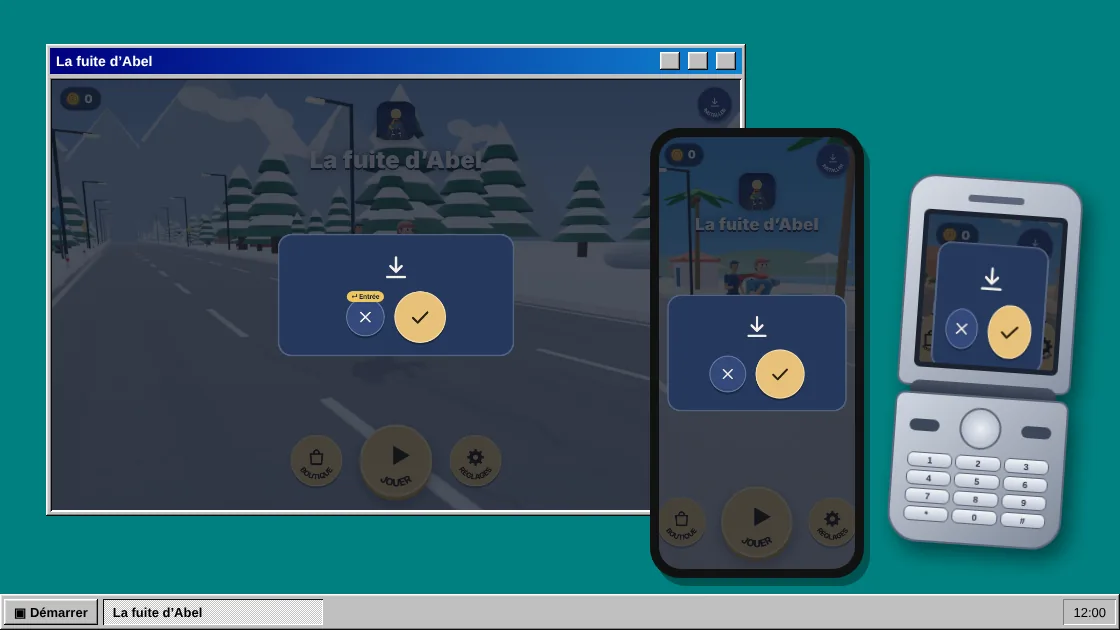 La fuite d’Abel
0
INSTALLER
La fuite d’Abel
↵ Entrée
BOUTIQUE
JOUER
RÉGLAGES
0
La fuite d’Abel
BOUTIQUE
JOUER
RÉGLAGES
0
1 2 3
4 5 6
7 8 9
* 0 #
Démarrer
La fuite d’Abel
12:00